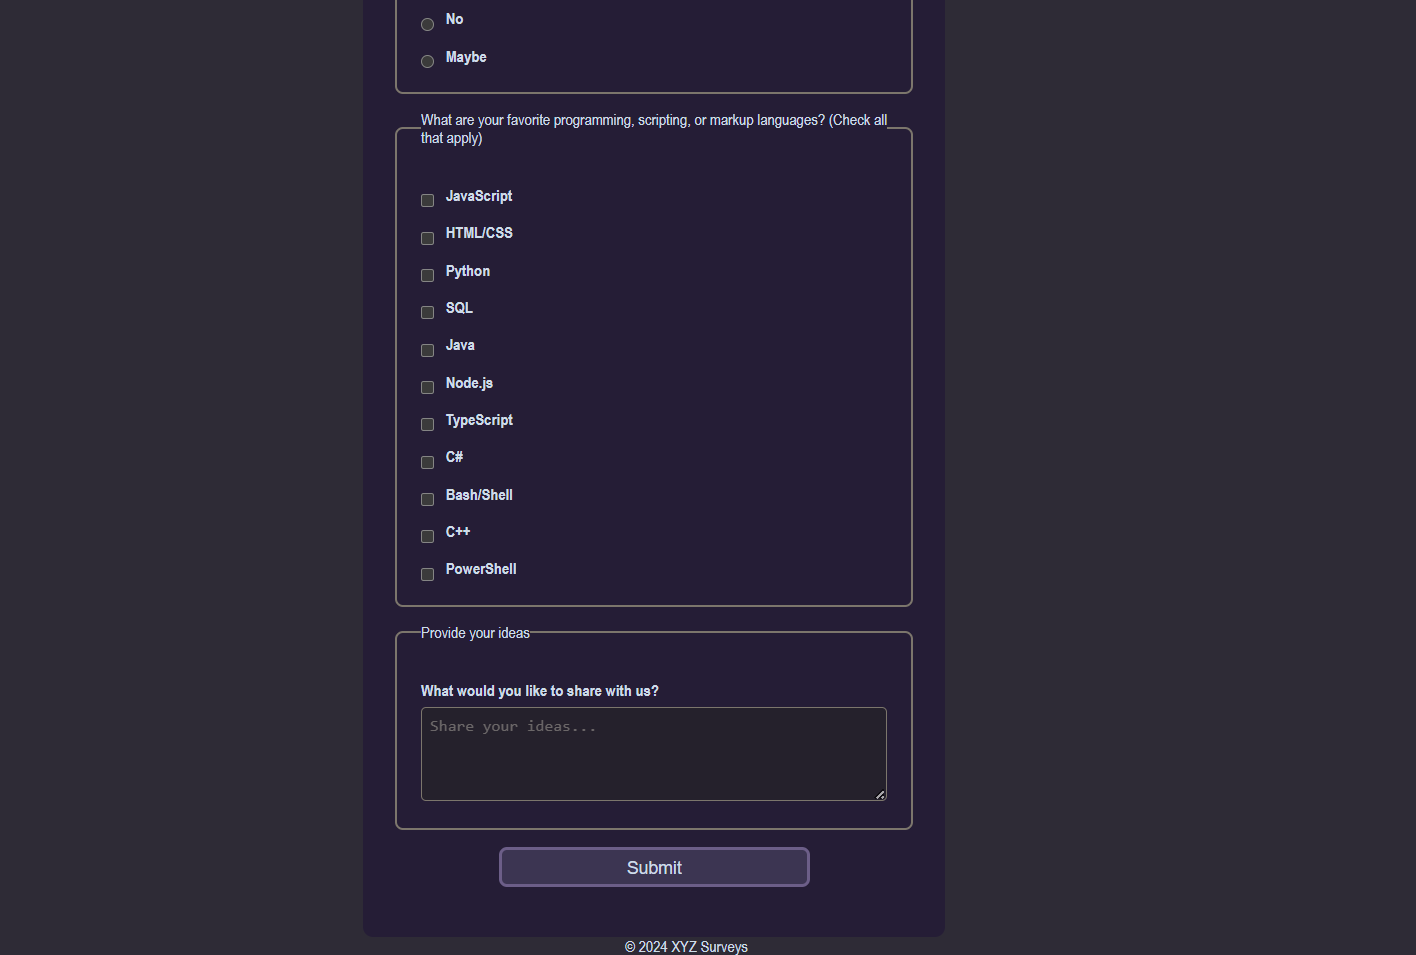 No
Maybe
What are your favorite programming, scripting, or markup languages? (Check all
that apply)
JavaScript
HTML/CSS
Python
SQL
Java
Node.js
TypeScript
C#
Bash/Shell
C++
PowerShell
Provide your ideas
What would you like to share with us?
Share your ideas...
Submit
© 2024 XYZ Surveys